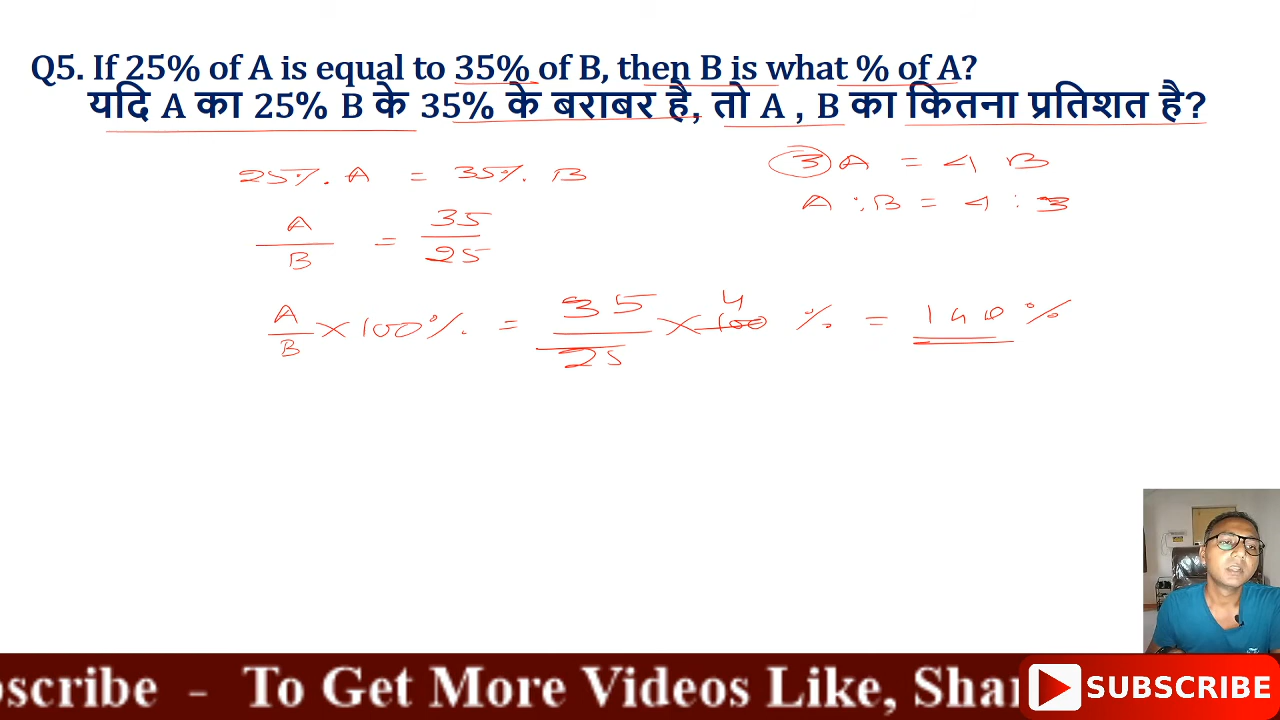 Q5. If 25% of A is equal to 35% of B, then B is what % of A?
यदि A का 25% B के 35% के बराबर है, तो A , B का कितना प्रतिशत है?
25%. A = 35%. B
3 A = 4 B
A : B = 4 : 3
A/B = 35/25
A/B × 100% = 35/25 × 100 4 % = 140%
scribe - To Get More Videos Like, Shar
SUBSCRIBE